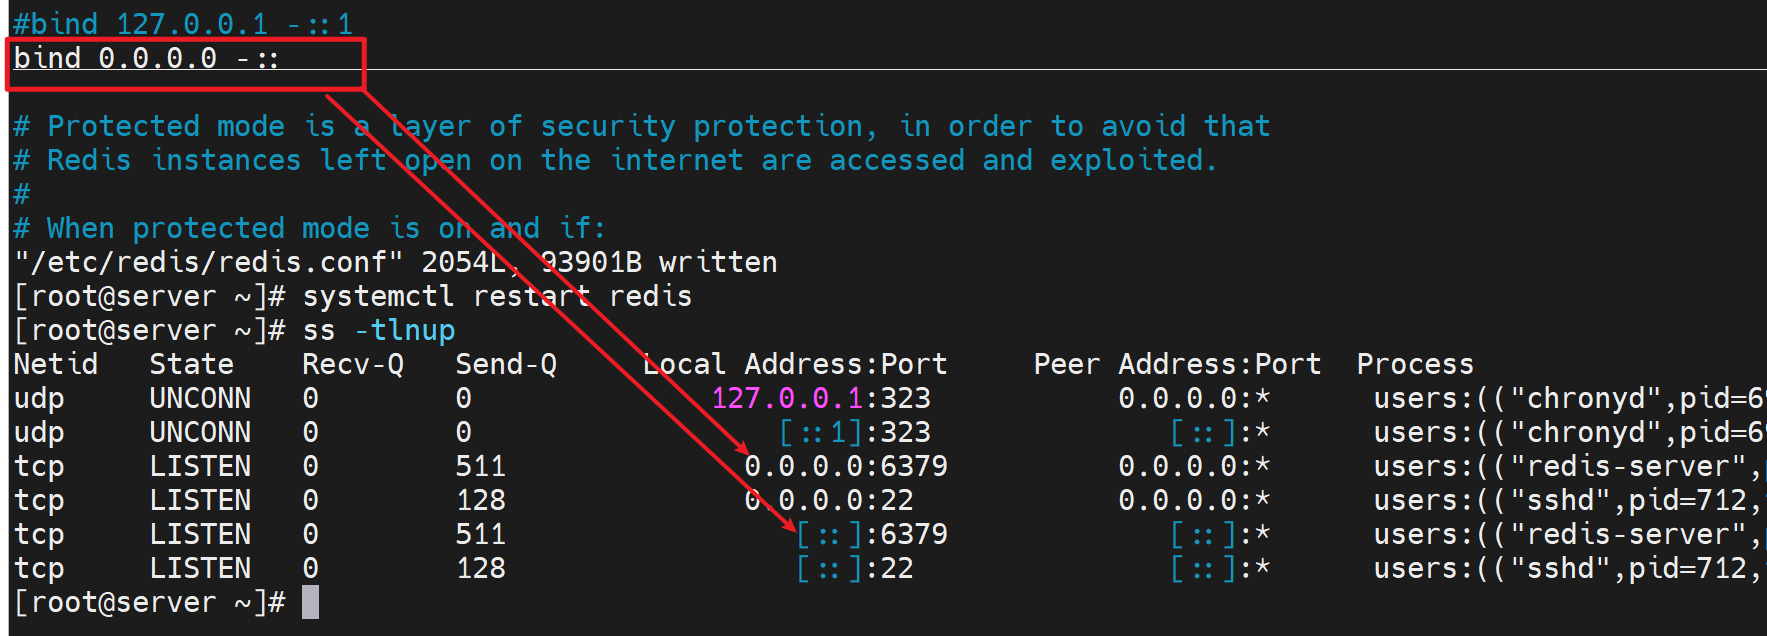 #bind 127.0.0.1 -::1
bind 0.0.0.0 -::
# Protected mode is a layer of security protection, in order to avoid that
# Redis instances left open on the internet are accessed and exploited.
#
# When protected mode is on and if:
"/etc/redis/redis.conf" 2054L, 93901B written
[root@server ~]# systemctl restart redis
[root@server ~]# ss -tlnup
Netid State Recv-Q Send-Q Local Address:Port Peer Address:Port Process
udp UNCONN 0 0 127.0.0.1:323 0.0.0.0:* users:(("chronyd",pid=6
udp UNCONN 0 0 [::1]:323 [::]:* users:(("chronyd",pid=6
tcp LISTEN 0 511 0.0.0.0:6379 0.0.0.0:* users:(("redis-server",
tcp LISTEN 0 128 0.0.0.0:22 0.0.0.0:* users:(("sshd",pid=712,
tcp LISTEN 0 511 [::]:6379 [::]:* users:(("redis-server",
tcp LISTEN 0 128 [::]:22 [::]:* users:(("sshd",pid=712,
[root@server ~]#